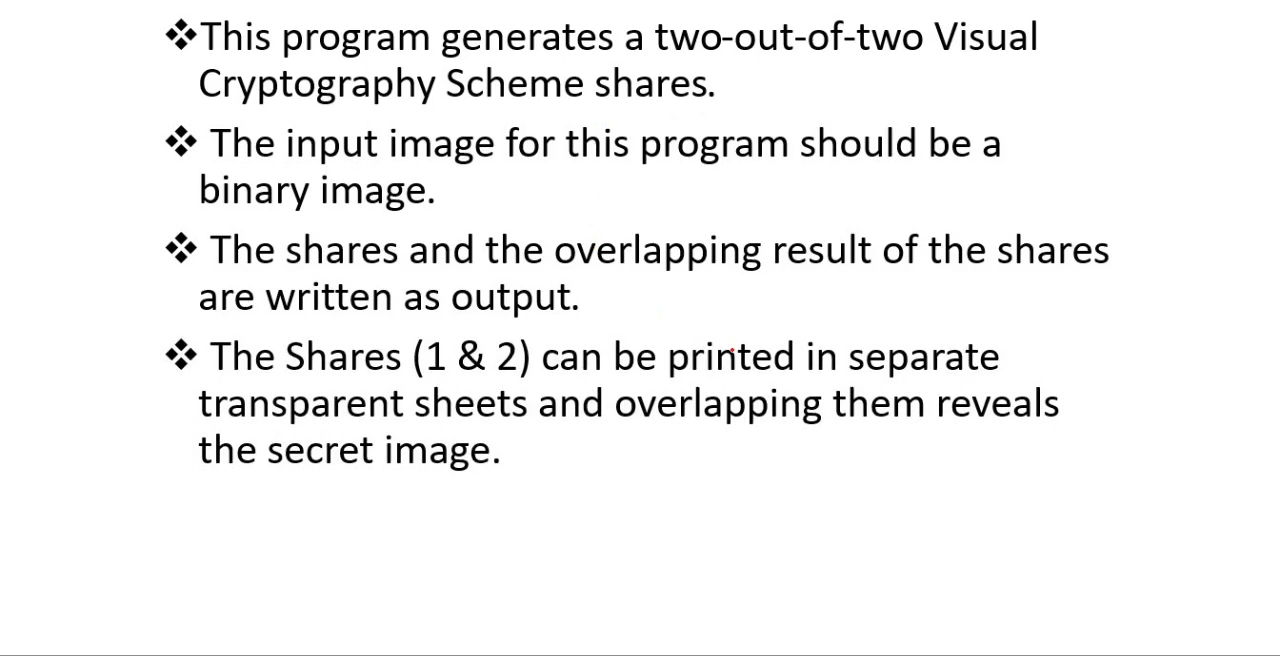 ❖This program generates a two-out-of-two Visual
Cryptography Scheme shares.
❖ The input image for this program should be a
binary image.
❖ The shares and the overlapping result of the shares
are written as output.
❖ The Shares (1 & 2) can be printed in separate
transparent sheets and overlapping them reveals
the secret image.